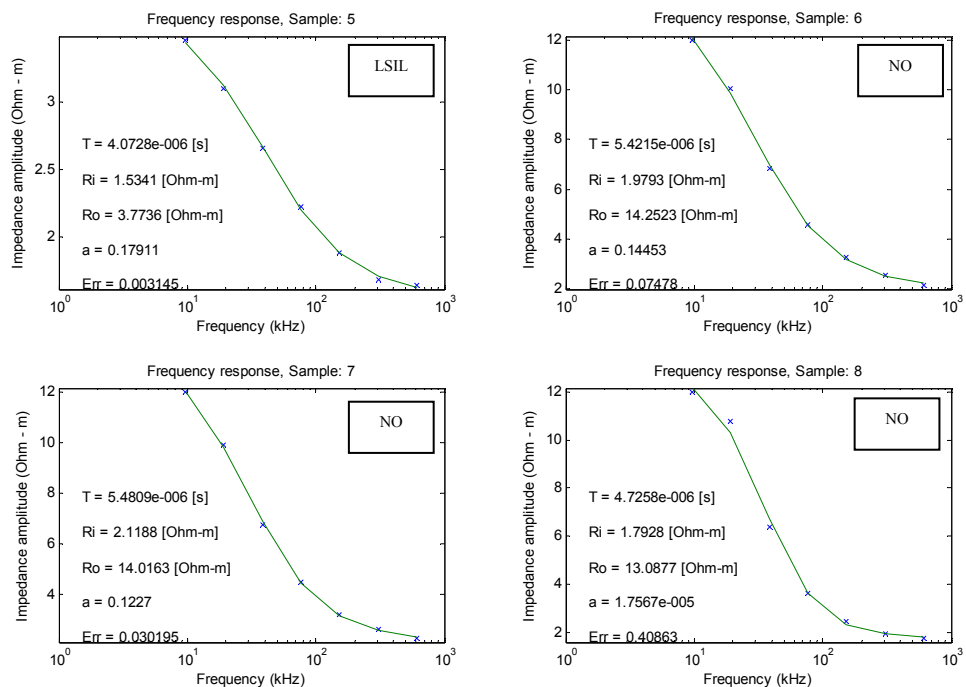 Frequency response, Sample: 5
LSIL
Impedance amplitude (Ohm - m)
3
2.5
2
T = 4.0728e-006 [s]
Ri = 1.5341 [Ohm-m]
Ro = 3.7736 [Ohm-m]
a = 0.17911
Err = 0.003145
10^0 10^1 10^2 10^3
Frequency (kHz)
Frequency response, Sample: 6
NO
Impedance amplitude (Ohm - m)
12
10
8
6
4
2
T = 5.4215e-006 [s]
Ri = 1.9793 [Ohm-m]
Ro = 14.2523 [Ohm-m]
a = 0.14453
Err = 0.07478
10^0 10^1 10^2 10^3
Frequency (kHz)
Frequency response, Sample: 7
NO
Impedance amplitude (Ohm - m)
12
10
8
6
4
T = 5.4809e-006 [s]
Ri = 2.1188 [Ohm-m]
Ro = 14.0163 [Ohm-m]
a = 0.1227
Err = 0.030195
10^0 10^1 10^2 10^3
Frequency (kHz)
Frequency response, Sample: 8
NO
Impedance amplitude (Ohm - m)
12
10
8
6
4
2
T = 4.7258e-006 [s]
Ri = 1.7928 [Ohm-m]
Ro = 13.0877 [Ohm-m]
a = 1.7567e-005
Err = 0.40863
10^0 10^1 10^2 10^3
Frequency (kHz)